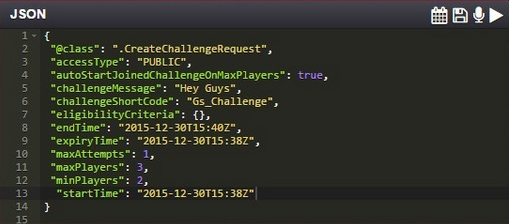 JSON
1 {
2 "@class": ".CreateChallengeRequest",
3 "accessType": "PUBLIC",
4 "autoStartJoinedChallengeOnMaxPlayers": true,
5 "challengeMessage": "Hey Guys",
6 "challengeShortCode": "Gs_Challenge",
7 "eligibilityCriteria": {},
8 "endTime": "2015-12-30T15:40Z",
9 "expiryTime": "2015-12-30T15:38Z",
10 "maxAttempts": 1,
11 "maxPlayers": 3,
12 "minPlayers": 2,
13 "startTime": "2015-12-30T15:38Z"
14 }
15